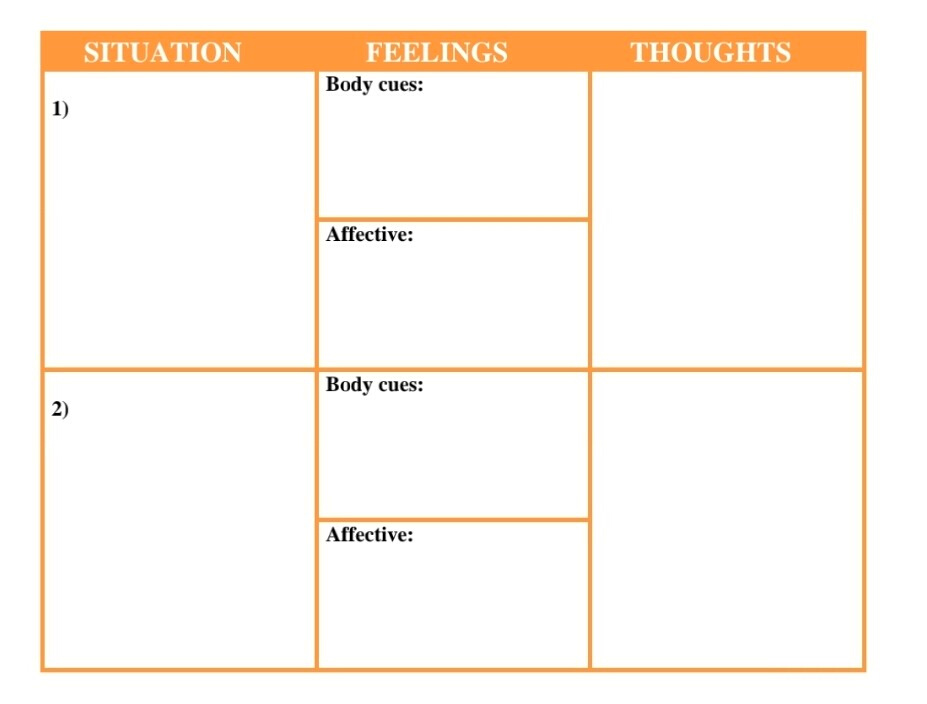 SITUATION FEELINGS THOUGHTS
1)
Body cues:
Affective:
2)
Body cues:
Affective: